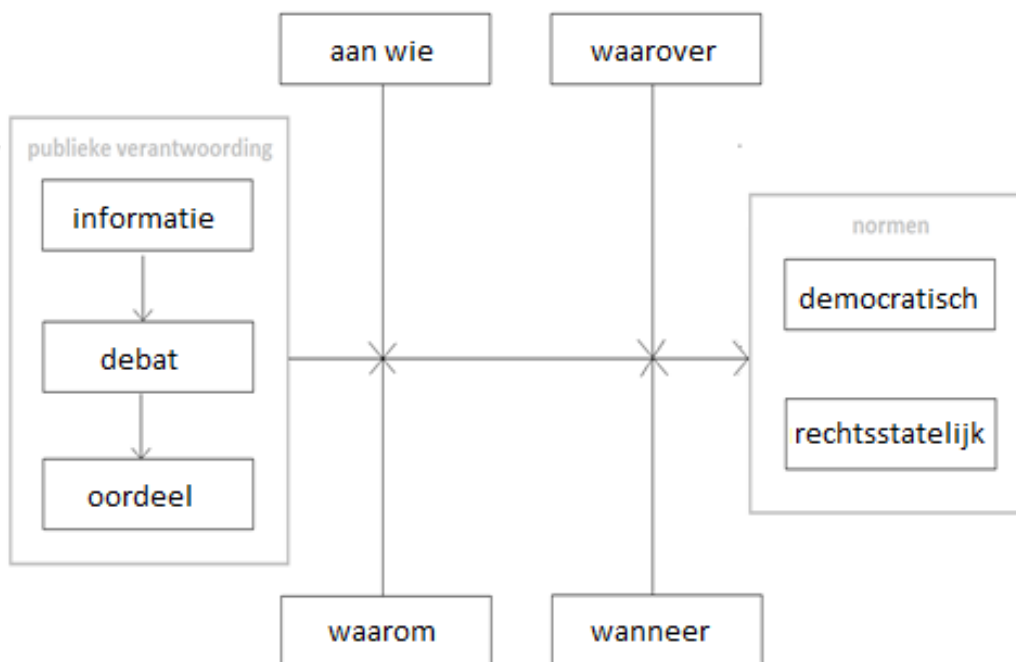 aan wie
waarover
publieke verantwoording
informatie
debat
oordeel
normen
democratisch
rechtsstatelijk
waarom
wanneer